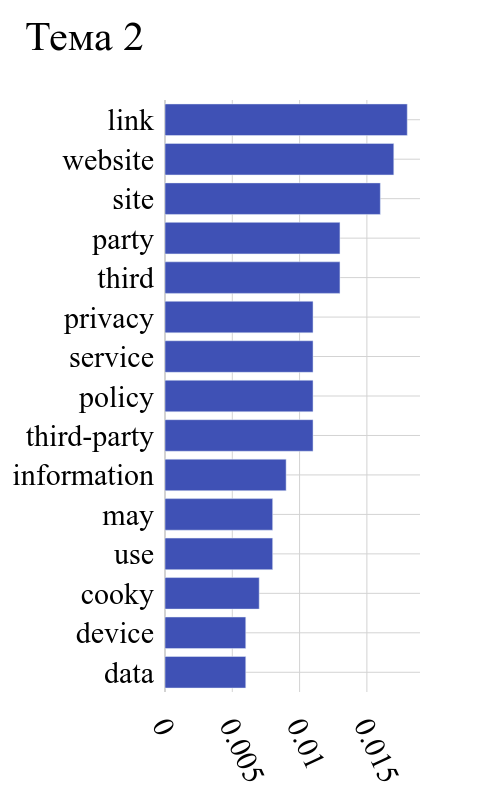 Тема 2
link
website
site
party
third
privacy
service
policy
third-party
information
may
use
cooky
device
data
0
0.005
0.01
0.015